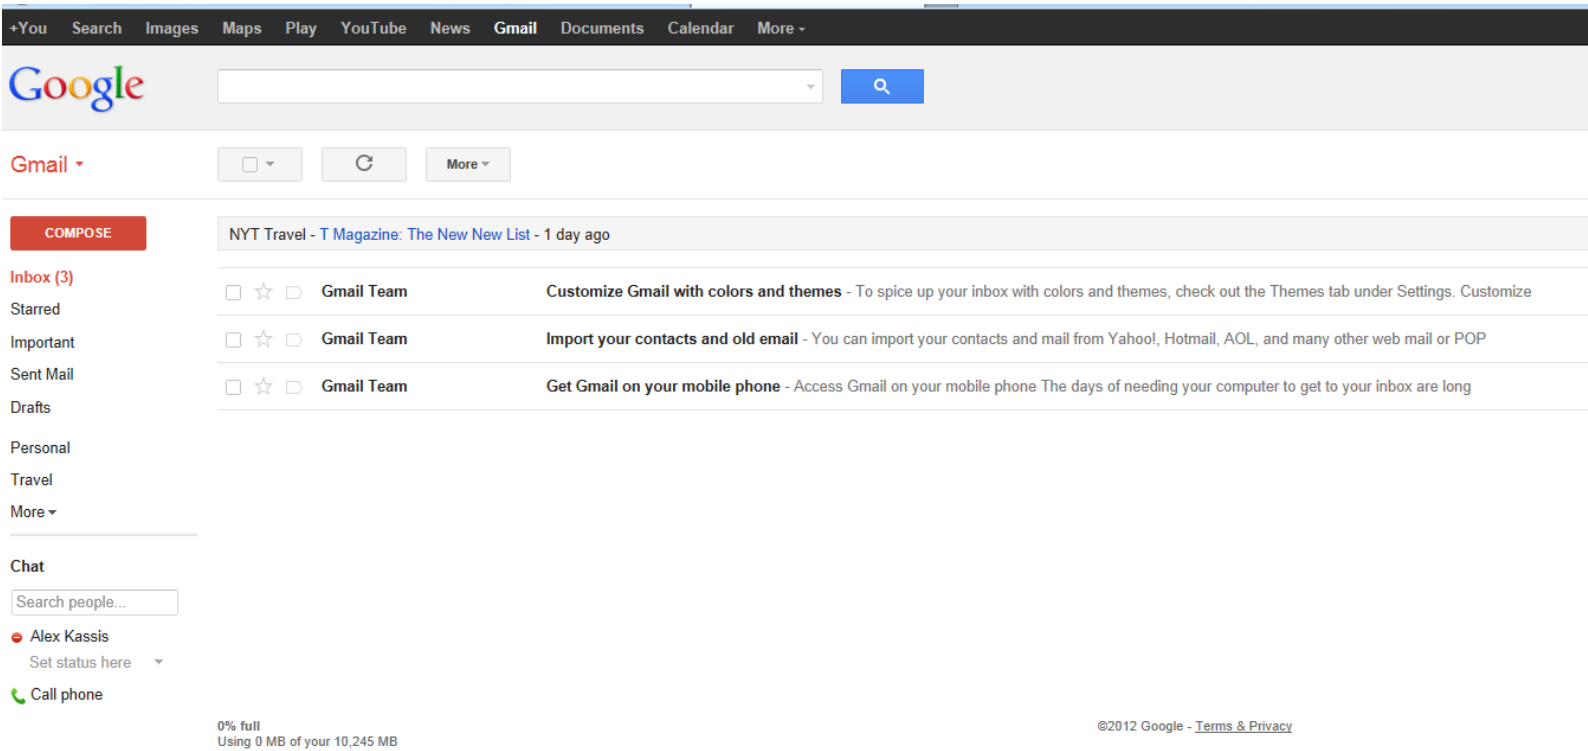 +You Search Images Maps Play YouTube News Gmail Documents Calendar More
Google
Gmail
More
COMPOSE
NYT Travel - T Magazine: The New New List - 1 day ago
Inbox (3)
Starred
Important
Sent Mail
Drafts
Personal
Travel
More
Gmail Team Customize Gmail with colors and themes - To spice up your inbox with colors and themes, check out the Themes tab under Settings. Customize
Gmail Team Import your contacts and old email - You can import your contacts and mail from Yahoo!, Hotmail, AOL, and many other web mail or POP
Gmail Team Get Gmail on your mobile phone - Access Gmail on your mobile phone The days of needing your computer to get to your inbox are long
Chat
Search people...
Alex Kassis
Set status here
Call phone
0% full
Using 0 MB of your 10,245 MB
©2012 Google - Terms & Privacy